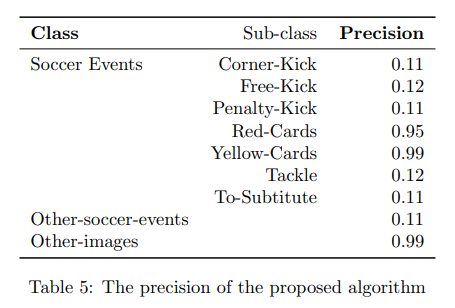 Class Sub-class Precision
Soccer Events Corner-Kick 0.11
Free-Kick 0.12
Penalty-Kick 0.11
Red-Cards 0.95
Yellow-Cards 0.99
Tackle 0.12
To-Subtitute 0.11
Other-soccer-events 0.11
Other-images 0.99
Table 5: The precision of the proposed algorithm